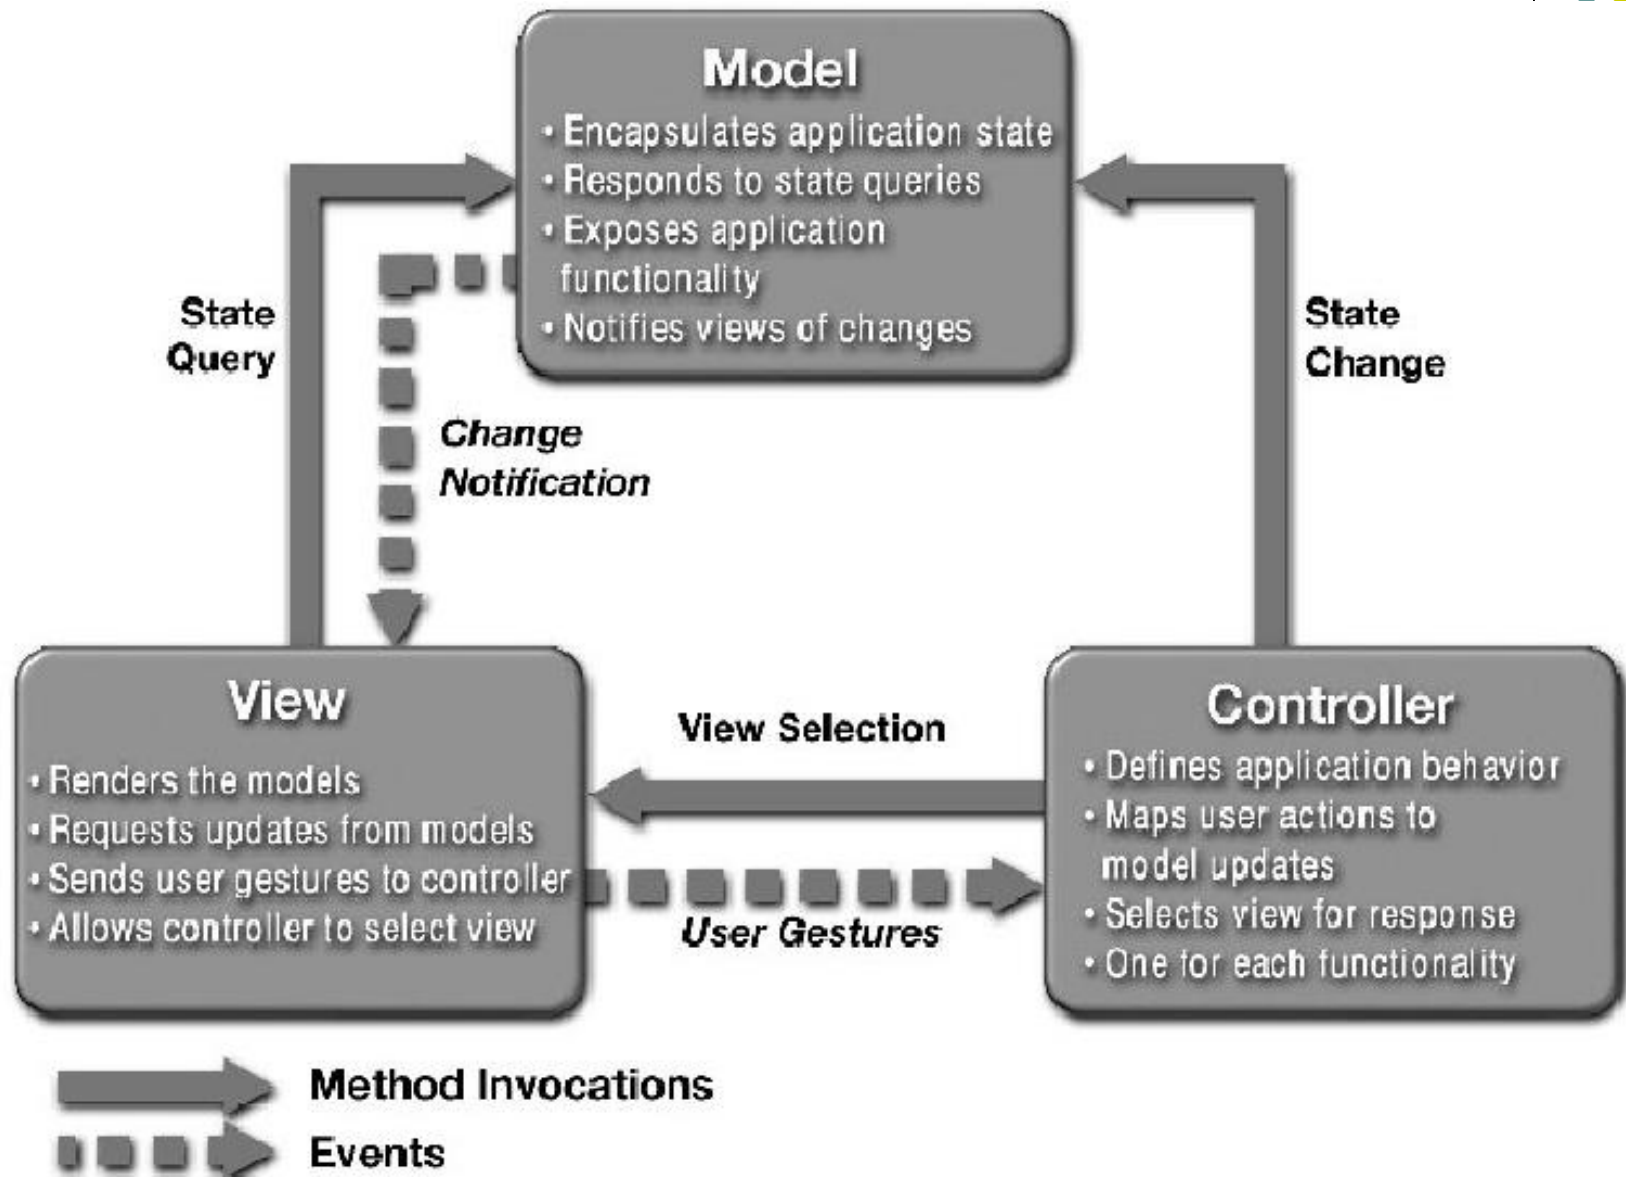 Model
• Encapsulates application state
• Responds to state queries
• Exposes application
functionality
• Notifies views of changes
State
Query
State
Change
Change
Notification
View
• Renders the models
• Requests updates from models
• Sends user gestures to controller
• Allows controller to select view
View Selection
User Gestures
Controller
• Defines application behavior
• Maps user actions to
model updates
• Selects view for response
• One for each functionality
Method Invocations
Events